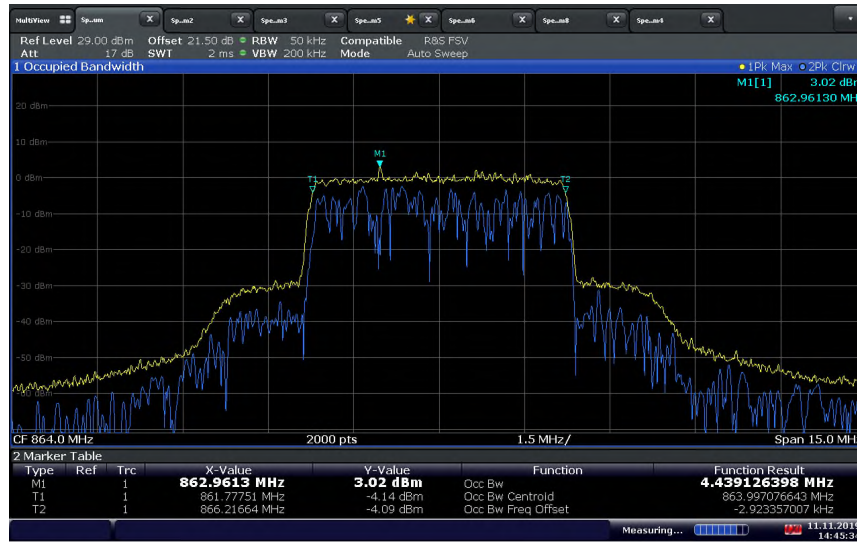 MultiView Sp...um X Sp...m2 X Spe...m3 X Spe...m5 X Spe...m6 X Spe...m8 X Spe...m4 X
Ref Level 29.00 dBm Offset 21.50 dB RBW 50 kHz Compatible R&S FSV
Att 17 dB SWT 2 ms VBW 200 kHz Mode Auto Sweep
1 Occupied Bandwidth 1Pk Max 2Pk Clrw
M1[1] 3.02 dBr
862.96130 MH
20 dBm
10 dBm
M1
0 dBm T1 T2
-10 dBm
-20 dBm
-30 dBm
-40 dBm
-50 dBm
-60 dBm
CF 864.0 MHz 2000 pts 1.5 MHz/ Span 15.0 MH
2 Marker Table
Type Ref Trc X-Value Y-Value Function Function Result
M1 1 862.9613 MHz 3.02 dBm Occ Bw 4.439126398 MHz
T1 1 861.77751 MHz -4.14 dBm Occ Bw Centroid 863.997076643 MHz
T2 1 866.21664 MHz -4.09 dBm Occ Bw Freq Offset -2.923357007 kHz
Measuring... 11.11.2019
14:45:34